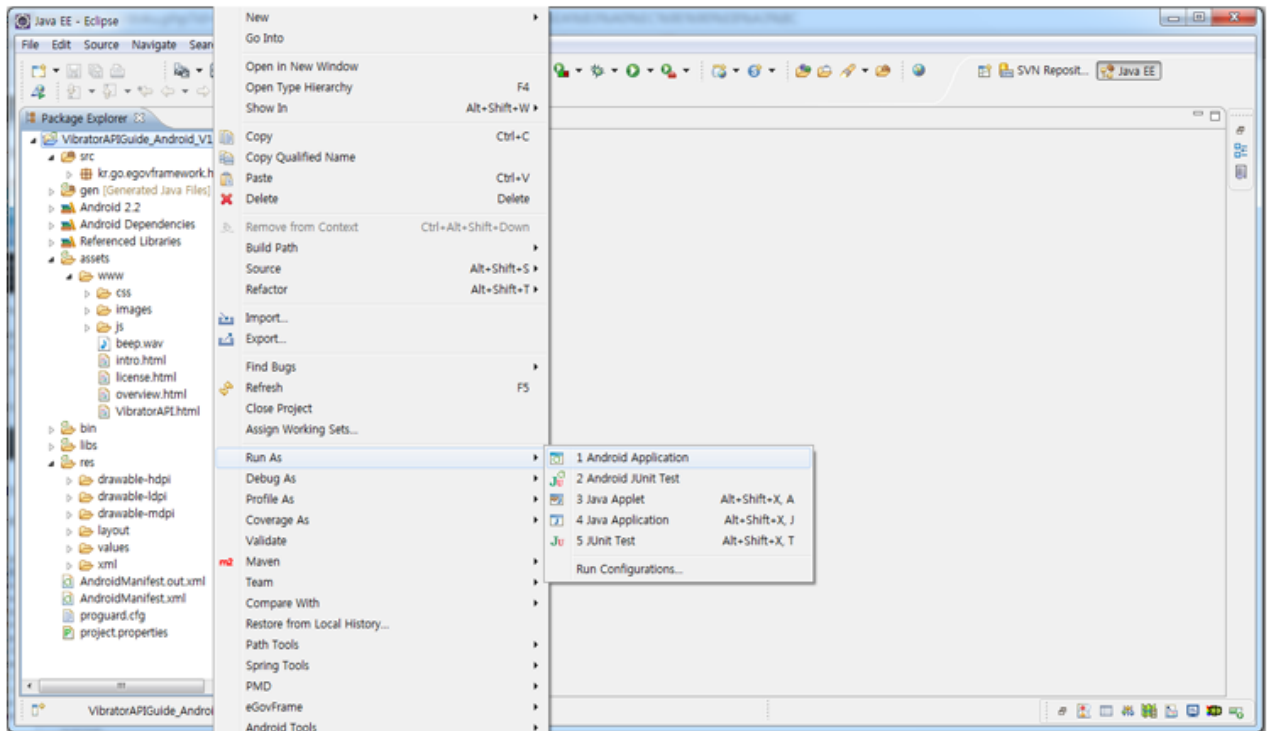 Java EE - Eclipse
File Edit Source Navigate Sear
SVN Reposit... Java EE
Package Explorer
VibratorAPIGuide_Android_V1
src
kr.go.egovframework.h
gen [Generated Java Files]
Android 2.2
Android Dependencies
Referenced Libraries
assets
www
css
images
js
beep.wav
intro.html
license.html
overview.html
VibratorAPI.html
bin
libs
res
drawable-hdpi
drawable-ldpi
drawable-mdpi
layout
values
xml
AndroidManifest.out.xml
AndroidManifest.xml
proguard.cfg
project.properties
VibratorAPIGuide_Androi
New
Go Into
Open in New Window
Open Type Hierarchy F4
Show In Alt+Shift+W
Copy Ctrl+C
Copy Qualified Name
Paste Ctrl+V
Delete Delete
Remove from Context Ctrl+Alt+Shift+Down
Build Path
Source Alt+Shift+S
Refactor Alt+Shift+T
Import...
Export...
Find Bugs
Refresh F5
Close Project
Assign Working Sets...
Run As
Debug As
Profile As
Coverage As
Validate
m2 Maven
Team
Compare With
Restore from Local History...
Path Tools
Spring Tools
PMD
eGovFrame
Android Tools
1 Android Application
Ju 2 Android JUnit Test
3 Java Applet Alt+Shift+X, A
4 Java Application Alt+Shift+X, J
Ju 5 JUnit Test Alt+Shift+X, T
Run Configurations...